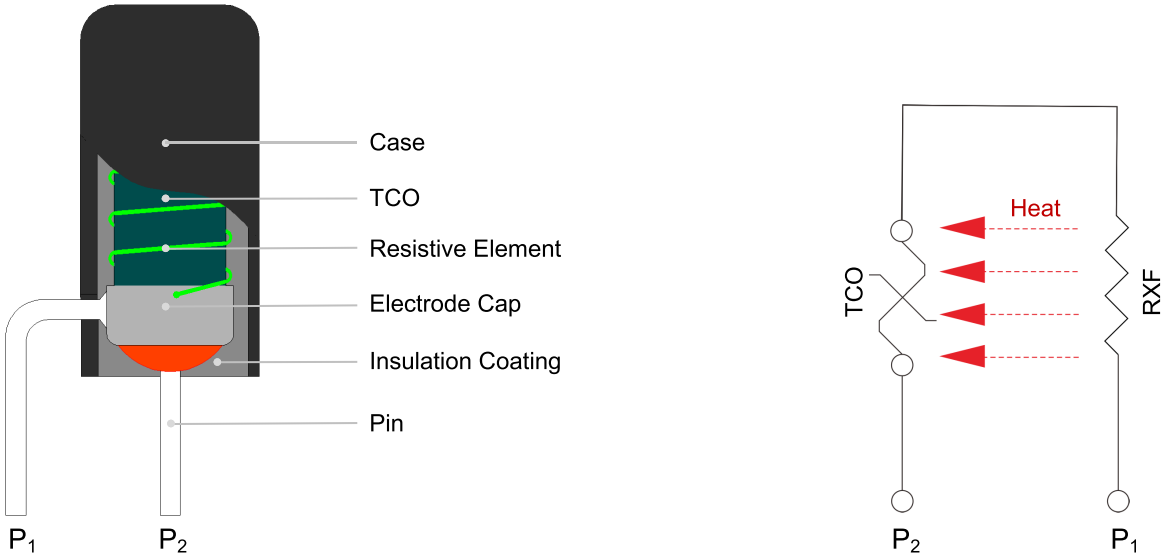 Case
TCO
Resistive Element
Electrode Cap
Insulation Coating
Pin
P₁
P₂
Heat
TCO
RXF
P₂
P₁